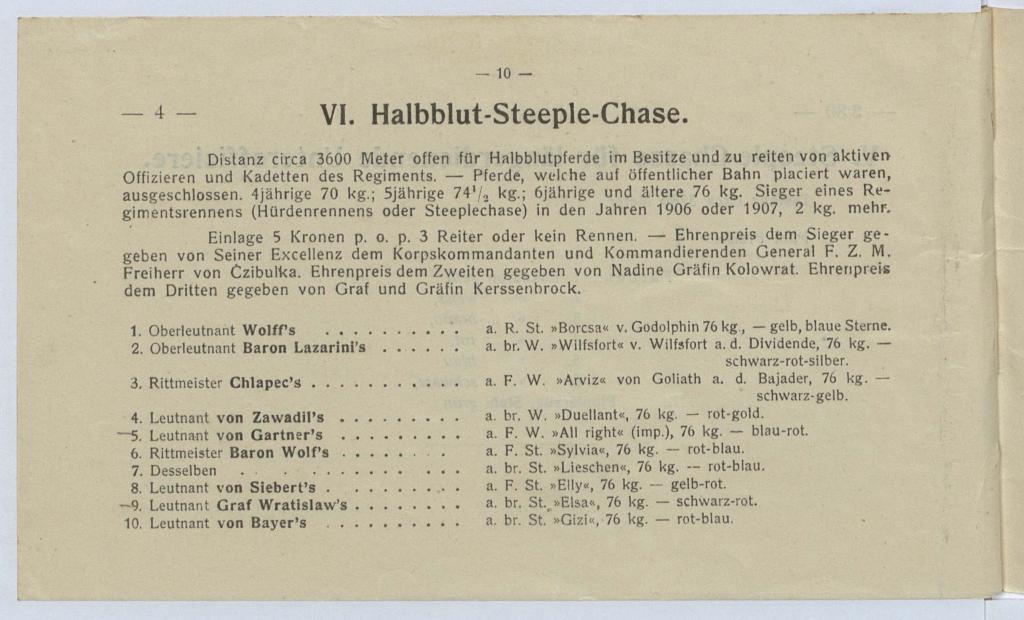 — 10 —
— 4 — VI. Halbblut-Steeple-Chase.
Distanz circa 3600 Meter offen für Halbblutpferde im Besitze und zu reiten von aktiven
Offizieren und Kadetten des Regiments. — Pferde, welche auf öffentlicher Bahn placiert waren,
ausgeschlossen. 4jährige 70 kg.; 5jährige 74¹/₂ kg.; 6jährige und ältere 76 kg. Sieger eines Re-
gimentsrennens (Hürdenrennens oder Steeplechase) in den Jahren 1906 oder 1907, 2 kg. mehr.
Einlage 5 Kronen p. o. p. 3 Reiter oder kein Rennen. — Ehrenpreis dem Sieger ge-
geben von Seiner Excellenz dem Korpskommandanten und Kommandierenden General F. Z. M.
Freiherr von Czibulka. Ehrenpreis dem Zweiten gegeben von Nadine Gräfin Kolowrat. Ehrenpreis
dem Dritten gegeben von Graf und Gräfin Kerssenbrock.
1. Oberleutnant Wolff's . . . . . . . . . . a. R. St. »Borcsa« v. Godolphin 76 kg., — gelb, blaue Sterne.
2. Oberleutnant Baron Lazarini's . . . . . . a. br. W. »Wilfsfort« v. Wilfsfort a. d. Dividende, 76 kg. —
schwarz-rot-silber.
3. Rittmeister Chlapec's . . . . . . . . . . . a. F. W. »Arviz« von Goliath a. d. Bajader, 76 kg. —
schwarz-gelb.
4. Leutnant von Zawadil's . . . . . . . . . a. br. W. »Duellant«, 76 kg. — rot-gold.
—5. Leutnant von Gartner's . . . . . . . . . a. F. W. »All right« (imp.), 76 kg. — blau-rot.
6. Rittmeister Baron Wolf's . . . . . . . . . a. F. St. »Sylvia«, 76 kg. — rot-blau.
7. Desselben . . . . . . . . . . . . . a. br. St. »Lieschen«, 76 kg. — rot-blau.
8. Leutnant von Siebert's . . . . . . . . . . a. F. St. »Elly«, 76 kg. — gelb-rot.
—9. Leutnant Graf Wratislaw's . . . . . . . . a. br. St. »Elsa«, 76 kg. — schwarz-rot.
10. Leutnant von Bayer's . . . . . . . . . . a. br. St. »Gizi«, 76 kg. — rot-blau.